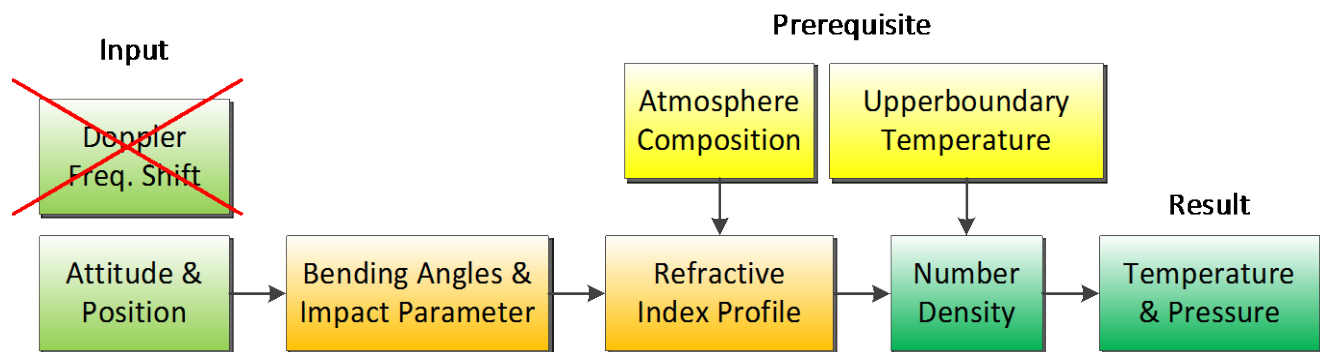 Prerequisite
Input
Atmosphere
Composition
Upperboundary
Temperature
Doppler
Freq. Shift
Result
Attitude &
Position
Bending Angles &
Impact Parameter
Refractive
Index Profile
Number
Density
Temperature
& Pressure